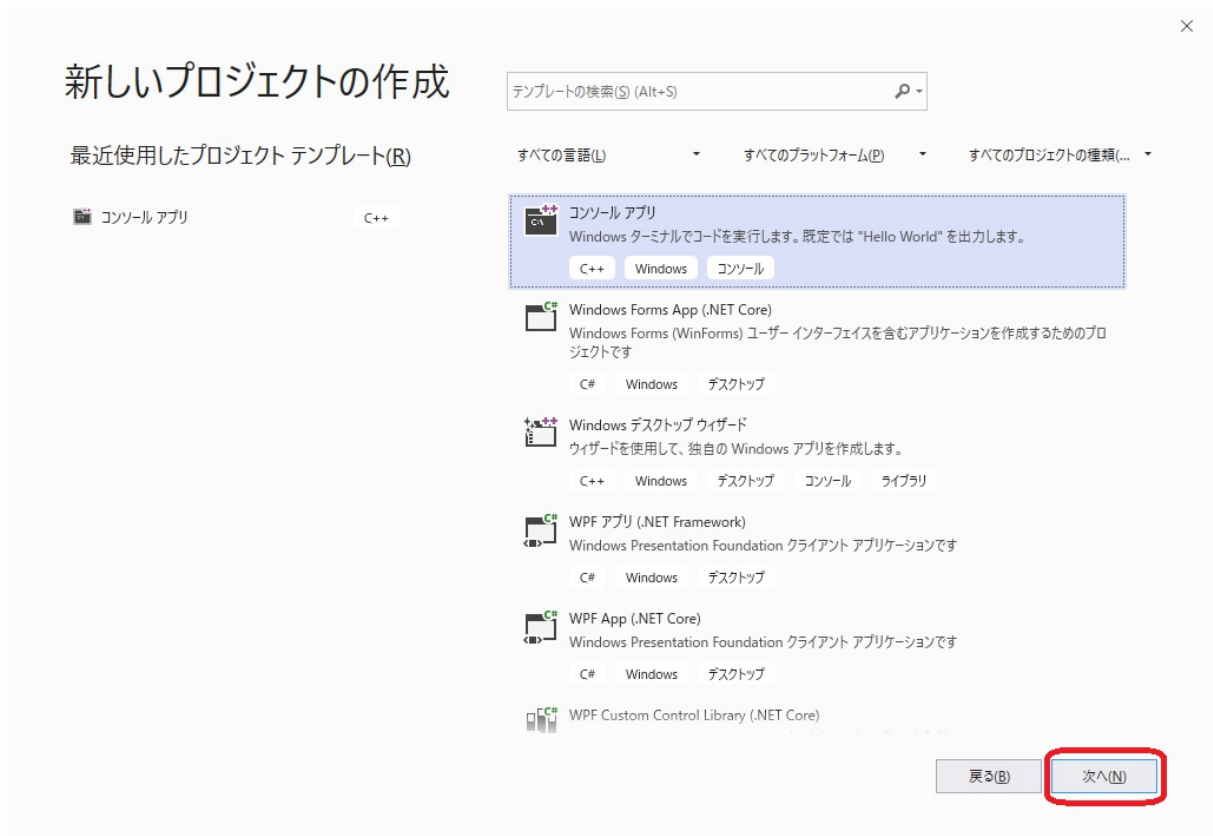 新しいプロジェクトの作成
テンプレートの検索(S) (Alt+S)
最近使用したプロジェクト テンプレート(R)
すべての言語(L)
すべてのプラットフォーム(P)
すべてのプロジェクトの種類(...
コンソール アプリ
C++
コンソール アプリ
Windows ターミナルでコードを実行します。既定では "Hello World" を出力します。
C++ Windows コンソール
Windows Forms App (.NET Core)
Windows Forms (WinForms) ユーザー インターフェイスを含むアプリケーションを作成するためのプロ
ジェクトです
C# Windows デスクトップ
Windows デスクトップ ウィザード
ウィザードを使用して、独自の Windows アプリを作成します。
C++ Windows デスクトップ コンソール ライブラリ
WPF アプリ (.NET Framework)
Windows Presentation Foundation クライアント アプリケーションです
C# Windows デスクトップ
WPF App (.NET Core)
Windows Presentation Foundation クライアント アプリケーションです
C# Windows デスクトップ
WPF Custom Control Library (.NET Core)
戻る(B)
次へ(N)